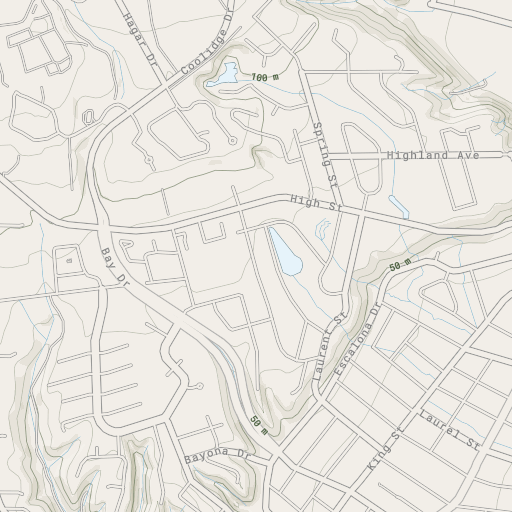 Hagar Dr
Coolidge Dr
100 m
Spring St
Highland Ave
High St
Bay Dr
50 m
Laurent St
Escalona Dr
50 m
Laurel St
King St
Bayona Dr